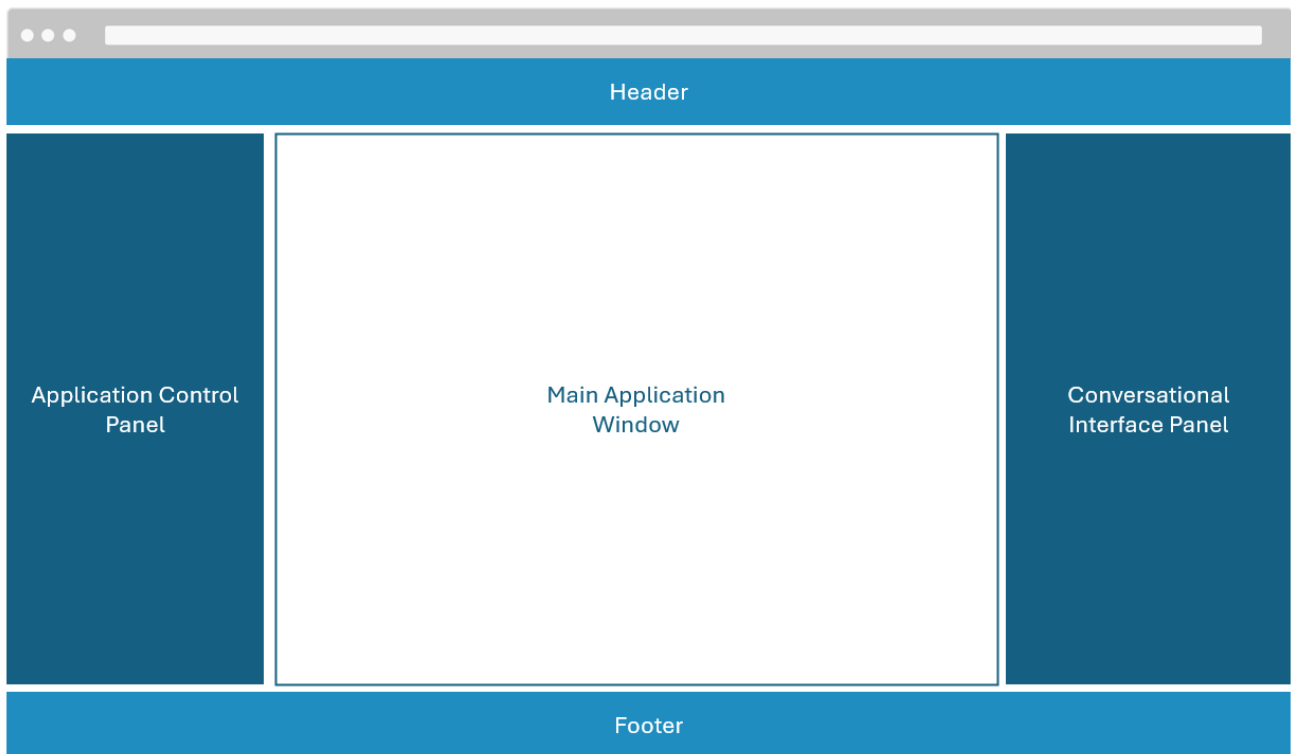 Header
Application Control
Panel
Main Application
Window
Conversational
Interface Panel
Footer